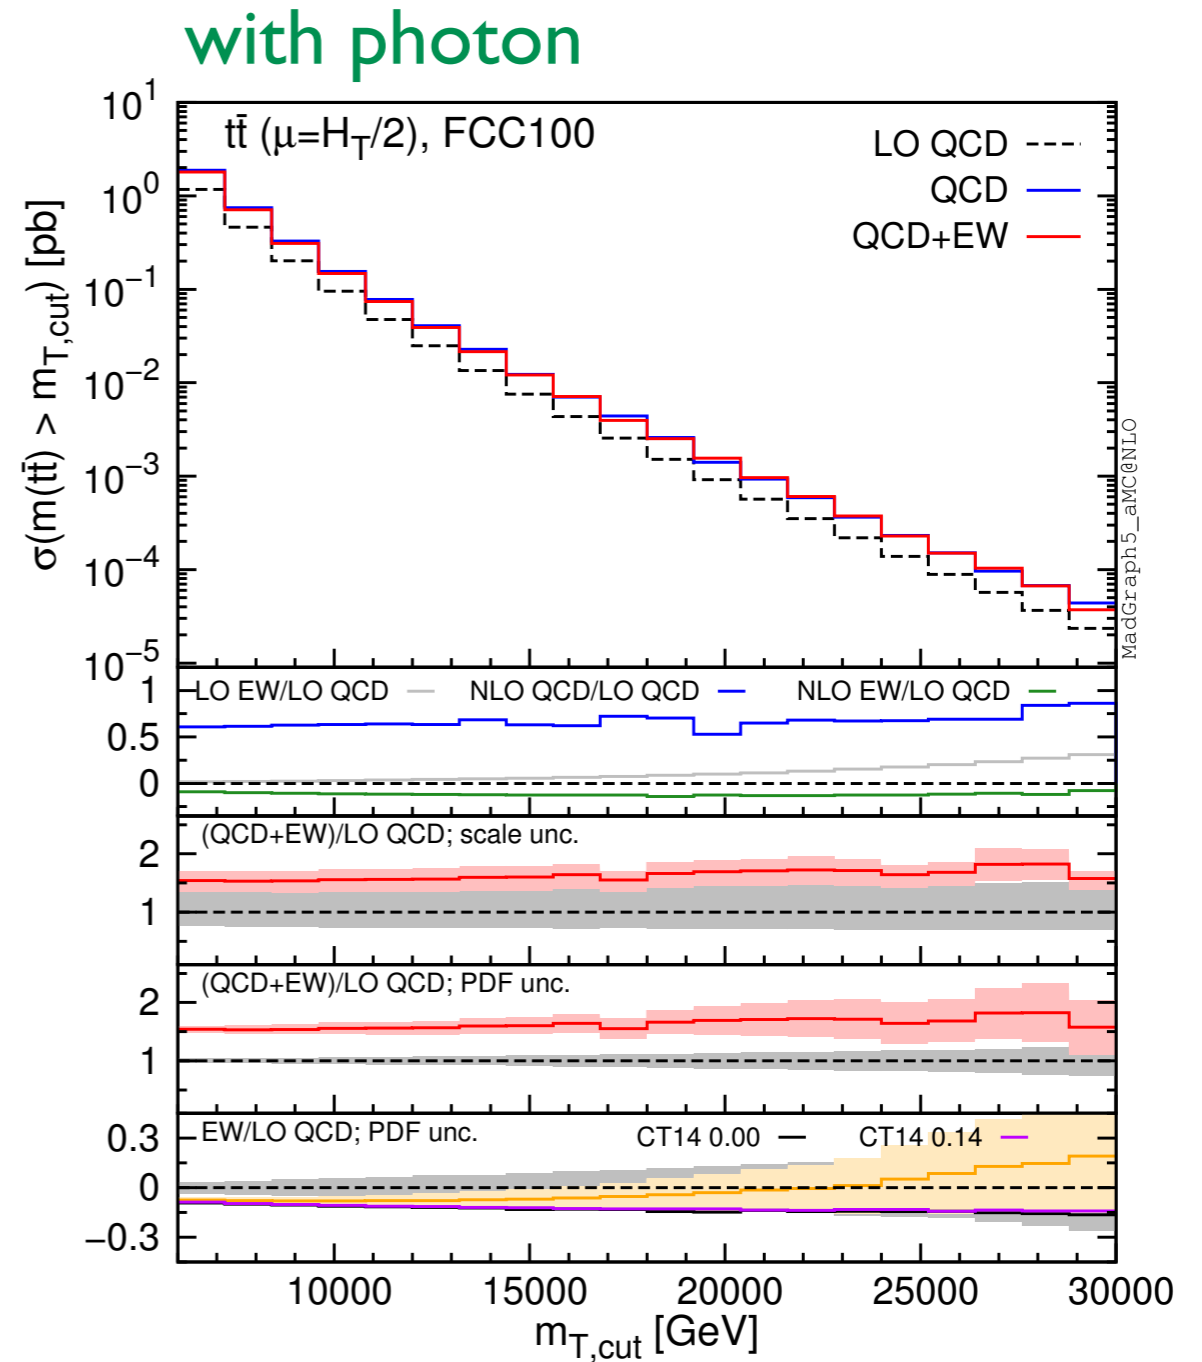 with photon
tt̄ (μ=H_T/2), FCC100
LO QCD
QCD
QCD+EW
10^1
10^0
10^−1
10^−2
10^−3
10^−4
10^−5
σ(m(tt̄) > m_T,cut) [pb]
MadGraph5_aMC@NLO
LO EW/LO QCD NLO QCD/LO QCD NLO EW/LO QCD
1
0.5
0
(QCD+EW)/LO QCD; scale unc.
2
1
(QCD+EW)/LO QCD; PDF unc.
2
1
EW/LO QCD; PDF unc. CT14 0.00 CT14 0.14
0.3
0
−0.3
10000 15000 20000 25000 30000
m_T,cut [GeV]